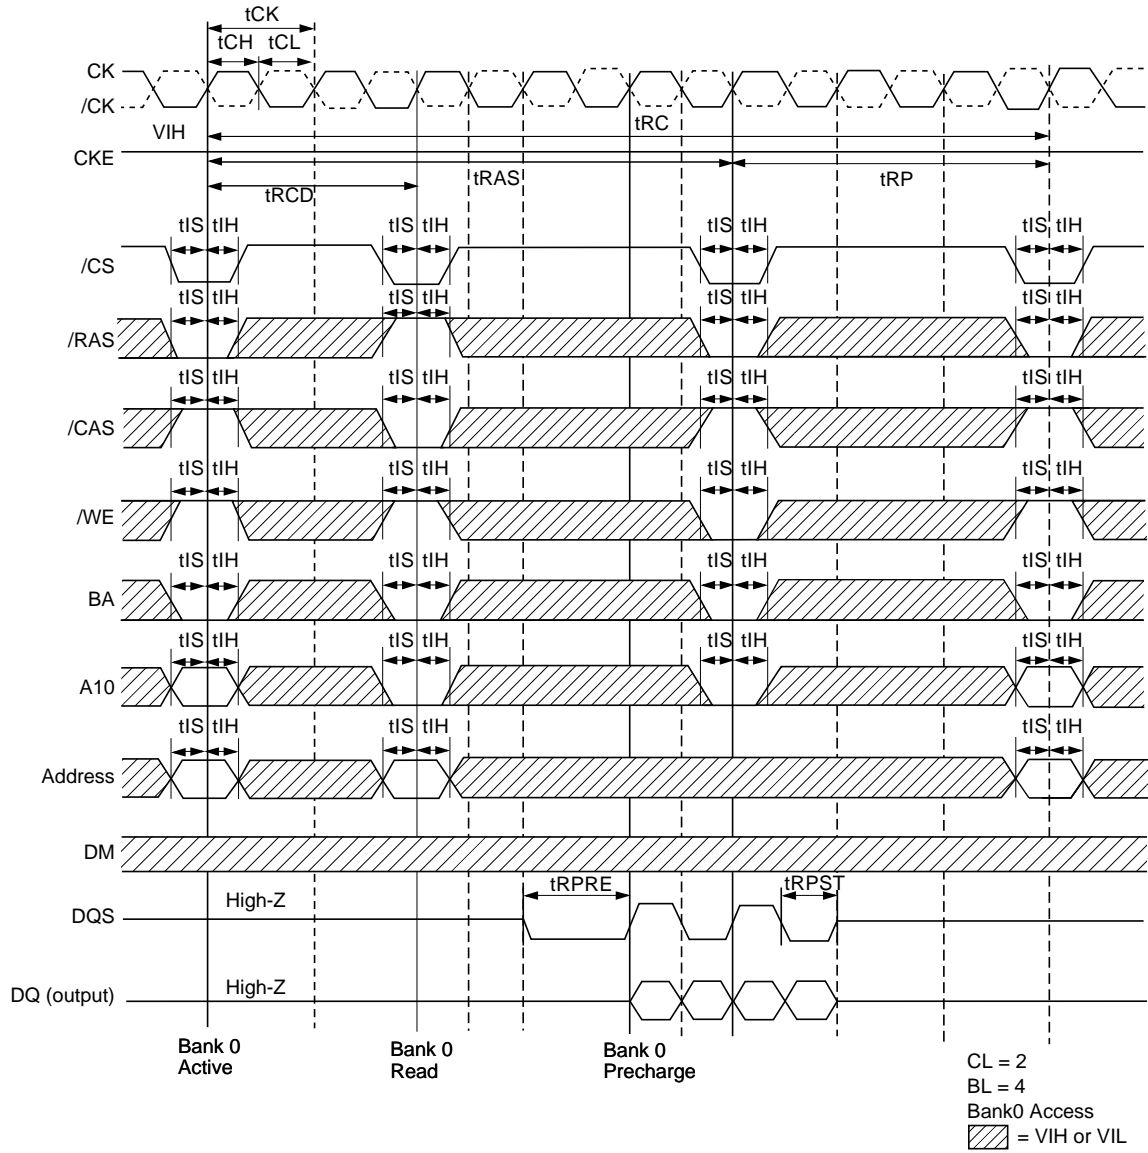 tCK
tCH tCL
CK
/CK
VIH
tRC
CKE
tRAS
tRP
tRCD
tIS tIH tIS tIH tIS tIH tIS tIH
/CS
tIS tIH tIS tIH tIS tIH tIS tIH
/RAS
tIS tIH tIS tIH tIS tIH tIS tIH
/CAS
tIS tIH tIS tIH tIS tIH tIS tIH
/WE
tIS tIH tIS tIH tIS tIH tIS tIH
BA
tIS tIH tIS tIH tIS tIH tIS tIH
A10
tIS tIH tIS tIH tIS tIH
Address
DM
tRPRE tRPST
High-Z
DQS
High-Z
DQ (output)
Bank 0
Active
Bank 0
Read
Bank 0
Precharge
CL = 2
BL = 4
Bank0 Access
= VIH or VIL